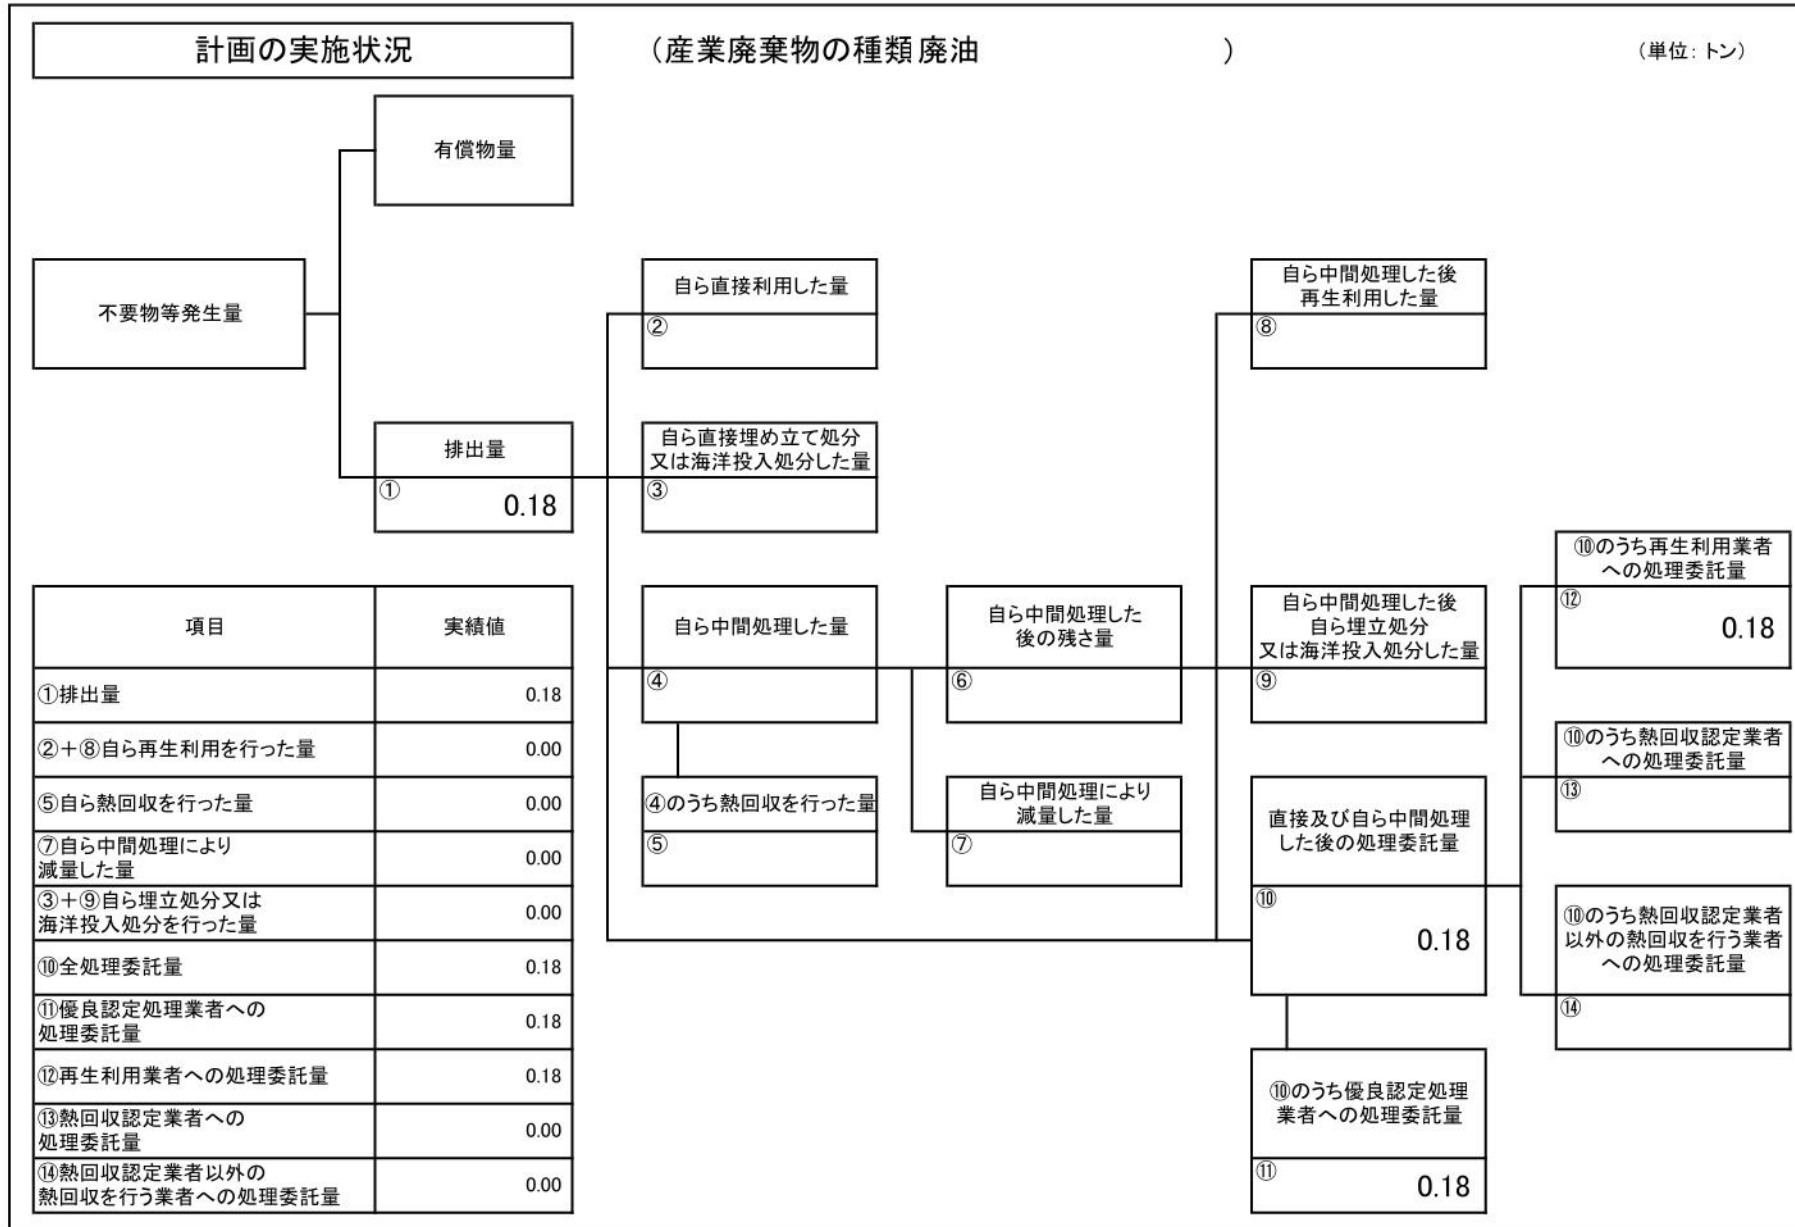 計画の実施状況
（産業廃棄物の種類 廃油 ）
（単位：トン）
有償物量
不要物等発生量
自ら直接利用した量
②
自ら中間処理した後
再生利用した量
⑧
排出量
①
0.18
自ら直接埋め立て処分
又は海洋投入処分した量
③
⑩のうち再生利用業者
への処理委託量
⑫
0.18
自ら中間処理した量
④
自ら中間処理した
後の残さ量
⑥
自ら中間処理した後
自ら埋立処分
又は海洋投入処分した量
⑨
⑩のうち熱回収認定業者
への処理委託量
⑬
④のうち熱回収を行った量
⑤
自ら中間処理により
減量した量
⑦
直接及び自ら中間処理
した後の処理委託量
⑩
0.18
⑩のうち熱回収認定業者
以外の熱回収を行う業者
への処理委託量
⑭
⑩のうち優良認定処理
業者への処理委託量
⑪
0.18
項目 実績値
①排出量 0.18
②＋⑧自ら再生利用を行った量 0.00
⑤自ら熱回収を行った量 0.00
⑦自ら中間処理により
減量した量 0.00
③＋⑨自ら埋立処分又は
海洋投入処分を行った量 0.00
⑩全処理委託量 0.18
⑪優良認定処理業者への
処理委託量 0.18
⑫再生利用業者への処理委託量 0.18
⑬熱回収認定業者への
処理委託量 0.00
⑭熱回収認定業者以外の
熱回収を行う業者への処理委託量 0.00